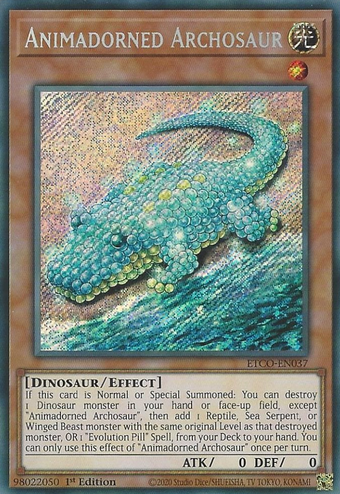 ANIMADORNED ARCHOSAUR
光
ETCO-EN037
[DINOSAUR/EFFECT]
If this card is Normal or Special Summoned: You can destroy
1 Dinosaur monster in your hand or face-up field, except
"Animadorned Archosaur", then add 1 Reptile, Sea Serpent, or
Winged Beast monster with the same original Level as that destroyed
monster, OR 1 "Evolution Pill" Spell, from your Deck to your hand. You
can only use this effect of "Animadorned Archosaur" once per turn.
ATK/ 0 DEF/ 0
98022050 1st Edition ©2020 Studio Dice/SHUEISHA, TV TOKYO, KONAMI